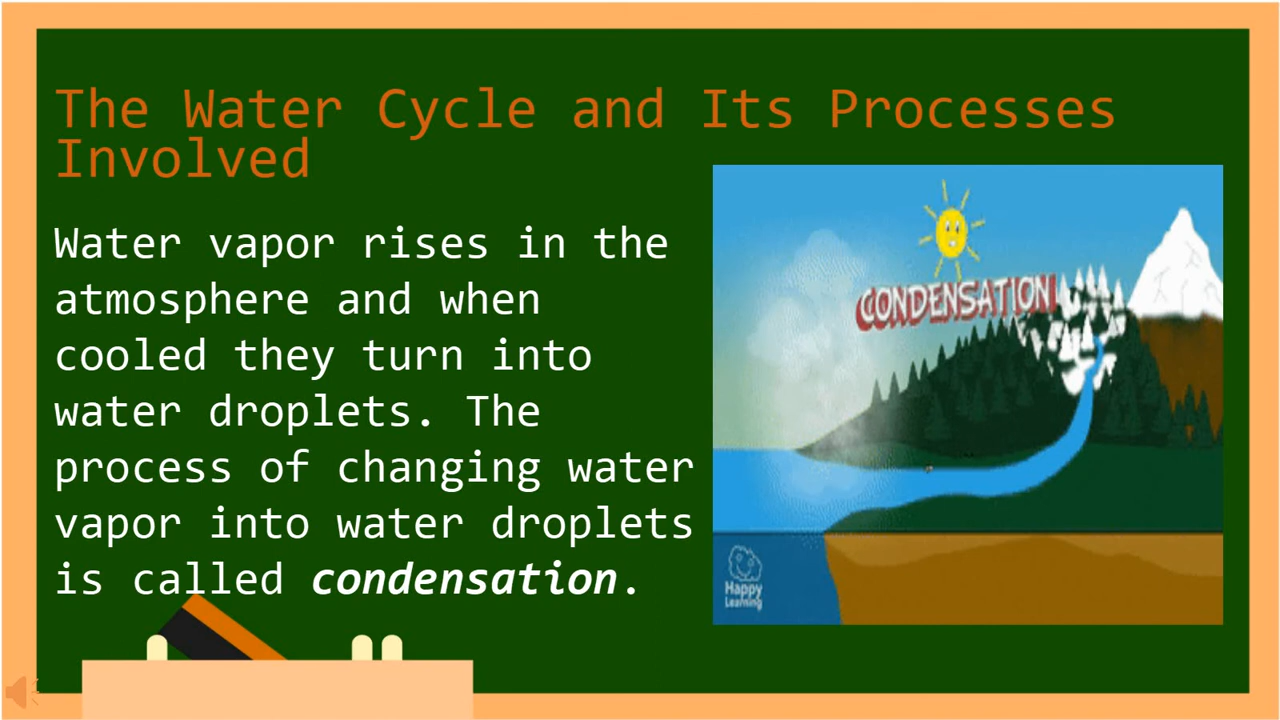 The Water Cycle and Its Processes
Involved
Water vapor rises in the
atmosphere and when
cooled they turn into
water droplets. The
process of changing water
vapor into water droplets
is called condensation.
CONDENSATION
Happy
Learning